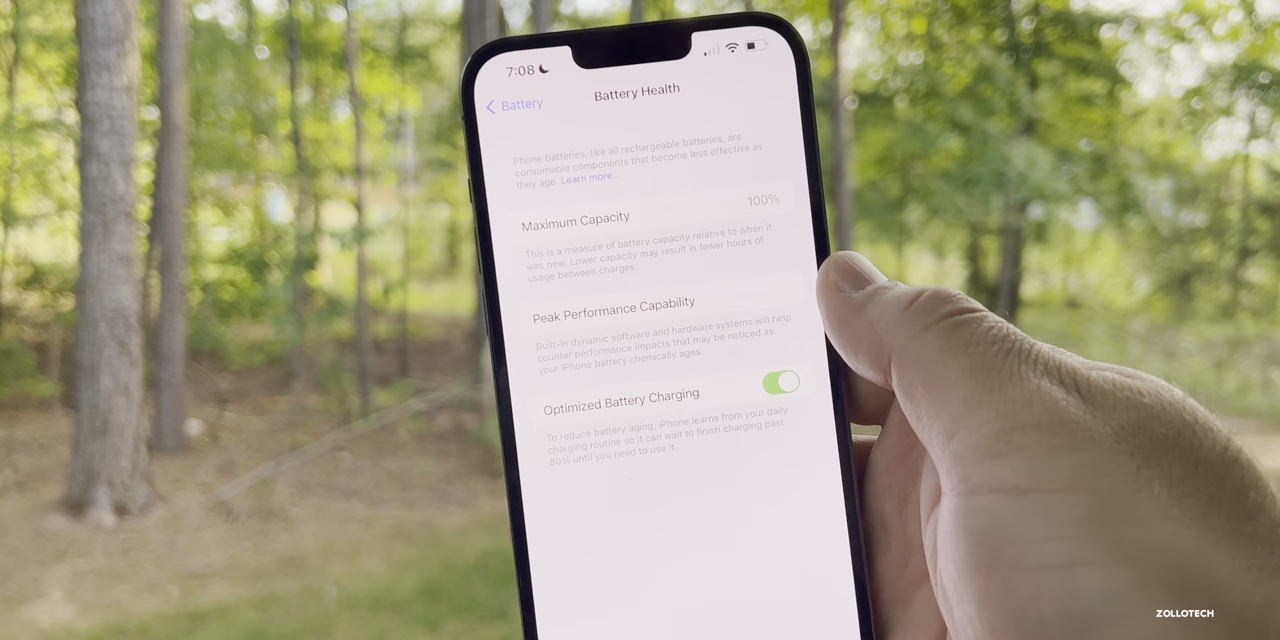 7:08
Battery
Battery Health
Phone batteries, like all rechargeable batteries, are
consumable components that become less effective as
they age. Learn more...
Maximum Capacity
100%
This is a measure of battery capacity relative to when it
was new. Lower capacity may result in fewer hours of
usage between charges.
Peak Performance Capability
Built-in dynamic software and hardware systems will help
counter performance impacts that may be noticed as
your iPhone battery chemically ages.
Optimized Battery Charging
To reduce battery aging, iPhone learns from your daily
charging routine so it can wait to finish charging past
80% until you need to use it.
ZOLLOTECH